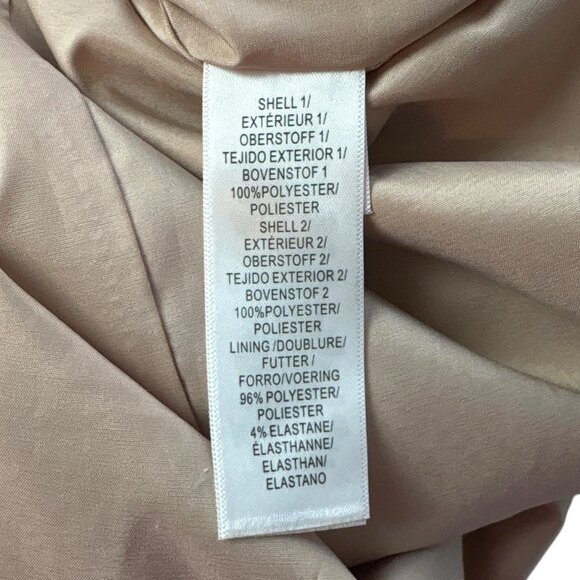 SHELL 1/
EXTÉRIEUR 1/
OBERSTOFF 1/
TEJIDO EXTERIOR 1/
BOVENSTOF 1
100%POLYESTER/
POLIESTER
SHELL 2/
EXTÉRIEUR 2/
OBERSTOFF 2/
TEJIDO EXTERIOR 2/
BOVENSTOF 2
100%POLYESTER/
POLIESTER
LINING /DOUBLURE/
FUTTER /
FORRO/VOERING
96% POLYESTER/
POLIESTER
4% ELASTANE/
ÉLASTHANNE/
ELASTHAN/
ELASTANO